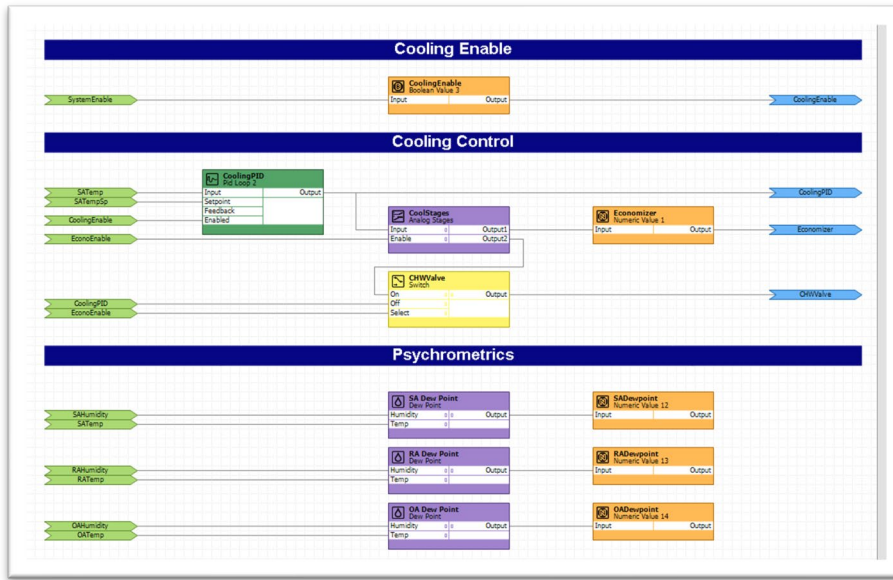 Cooling Enable
CoolingEnable
Boolean Value 3
SystemEnable
Input Output
CoolingEnable
Cooling Control
CoolingPID
Pid Loop 2
SATemp
Input Output
CoolingPID
SATempSp
Setpoint
Feedback
CoolingEnable
Enabled
CoolStages
Analog Stages
Economizer
Numeric Value 1
Input Output1
Input Output
Economizer
EconoEnable
Enable Output2
CHWValve
Switch
On Output
CHWValve
CoolingPID
Off
EconoEnable
Select
Psychrometrics
SA Dew Point
Dew Point
SADewpoint
Numeric Value 12
SAHumidity
Humidity Output
Input Output
SATemp
Temp
RA Dew Point
Dew Point
RADewpoint
Numeric Value 13
RAHumidity
Humidity Output
Input Output
RATemp
Temp
OA Dew Point
Dew Point
OADewpoint
Numeric Value 14
OAHumidity
Humidity Output
Input Output
OATemp
Temp